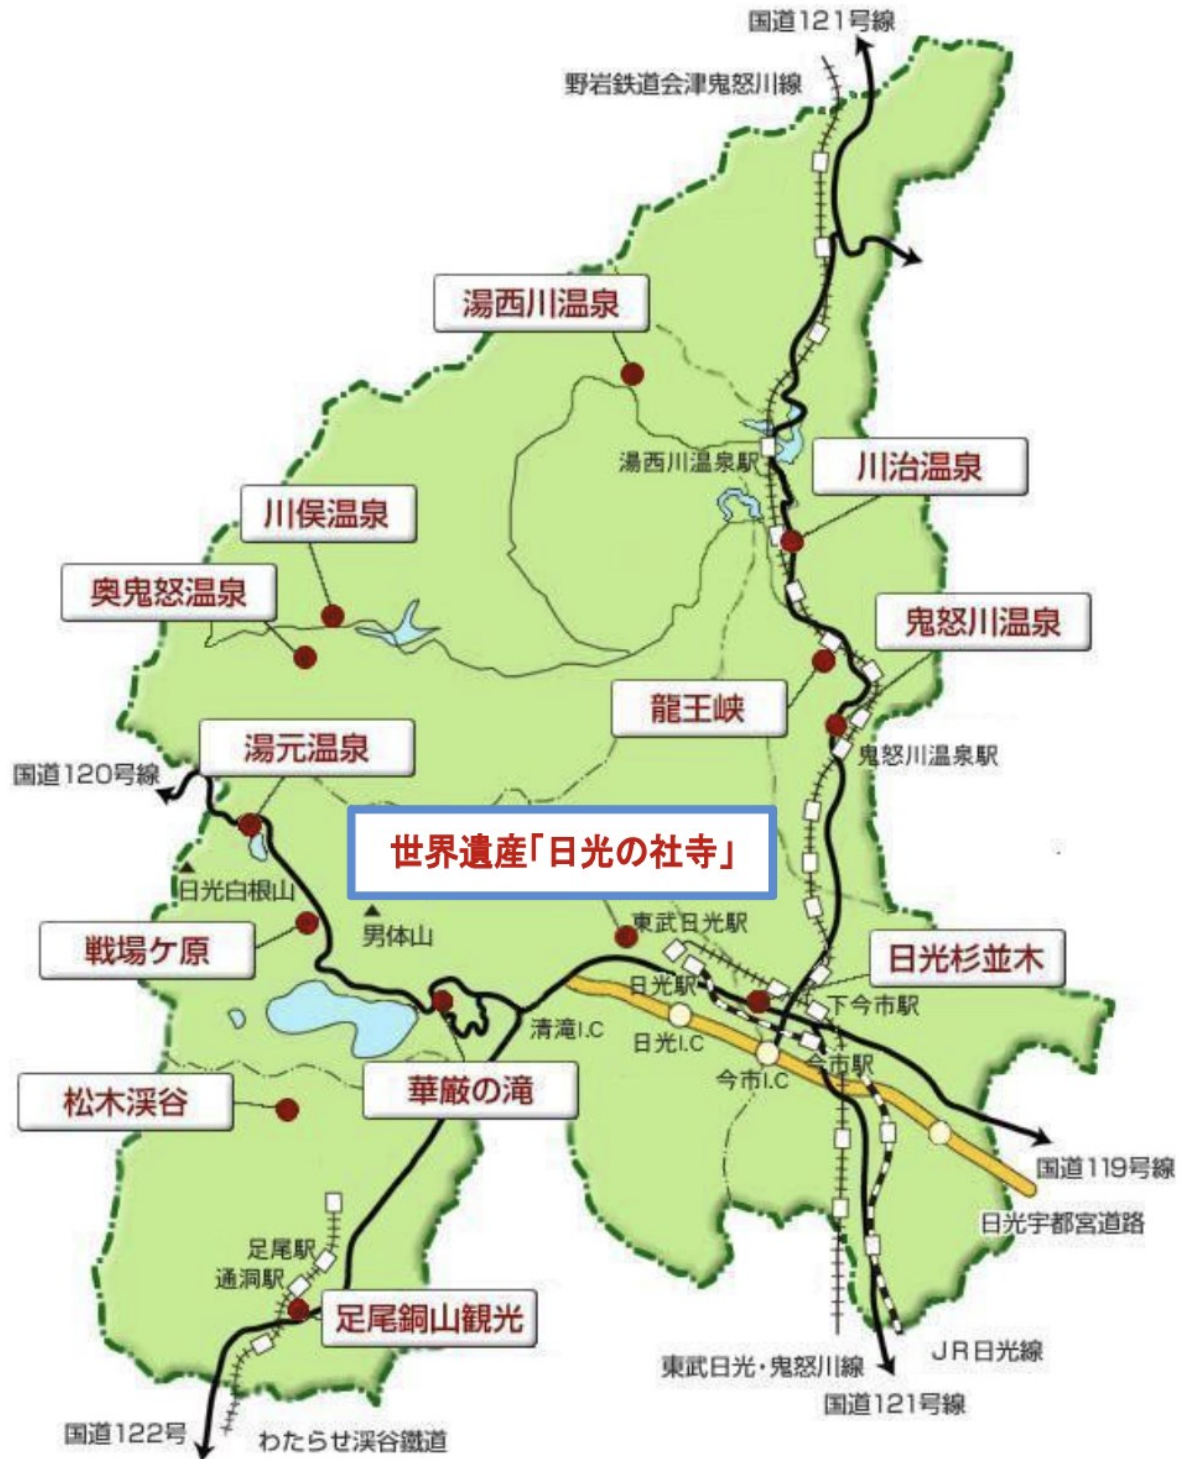 国道121号線
野岩鉄道会津鬼怒川線
湯西川温泉
湯西川温泉駅
川治温泉
川俣温泉
奥鬼怒温泉
鬼怒川温泉
龍王峡
湯元温泉
鬼怒川温泉駅
国道120号線
世界遺産「日光の社寺」
日光白根山
男体山
東武日光駅
戦場ケ原
日光杉並木
日光駅
下今市駅
清滝I.C
日光I.C
今市駅
今市I.C
華厳の滝
松木渓谷
国道119号線
日光宇都宮道路
足尾駅
通洞駅
足尾銅山観光
JR日光線
東武日光・鬼怒川線
国道121号線
国道122号
わたらせ渓谷鐵道